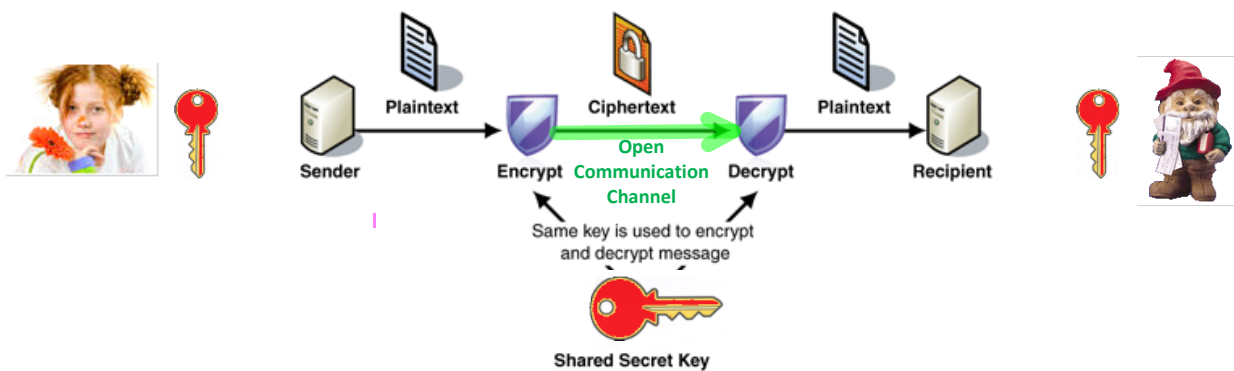 Plaintext
Ciphertext
Plaintext
Sender
Encrypt
Open
Communication
Channel
Decrypt
Recipient
Same key is used to encrypt
and decrypt message
Shared Secret Key